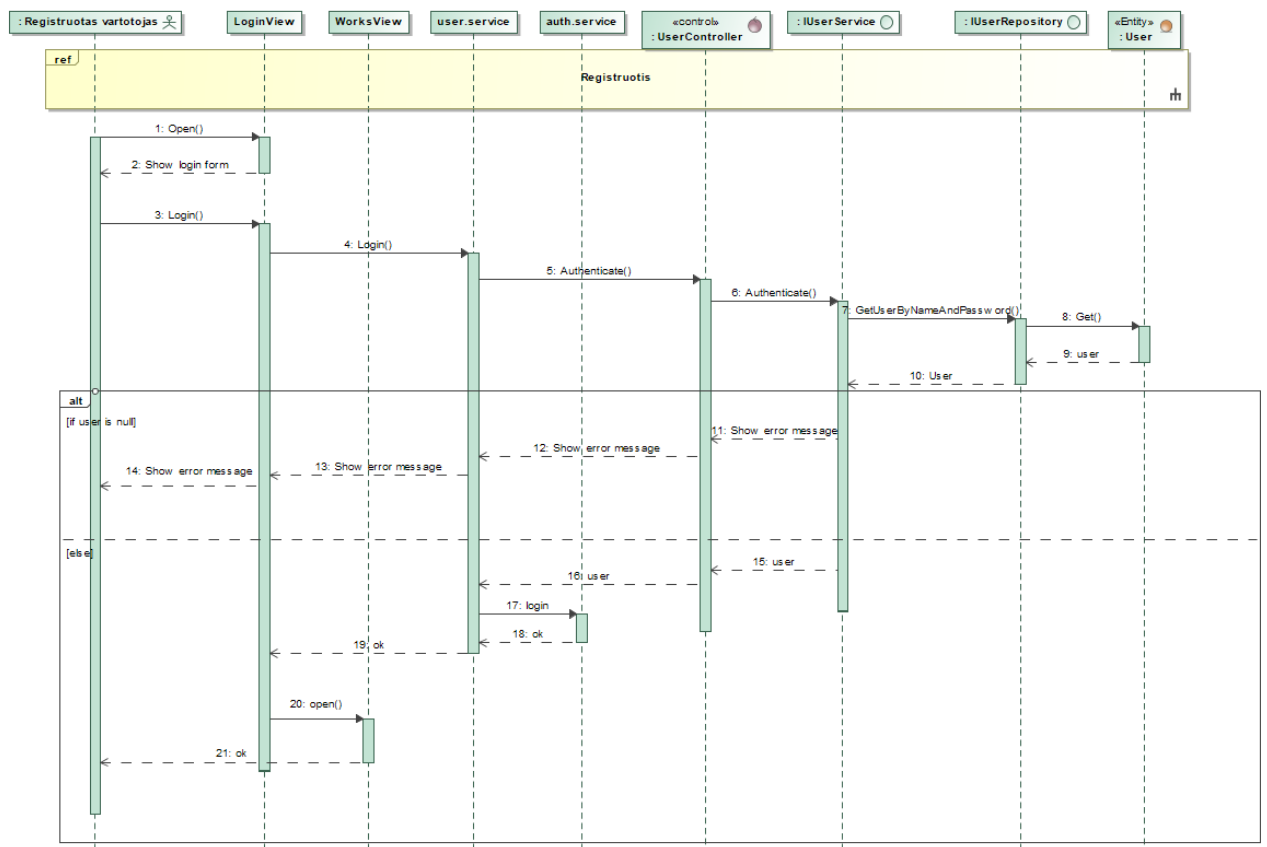 : Registruotas vartotojas
LoginView
WorksView
user.service
auth.service
«control»
: UserController
: IUserService
: IUserRepository
«Entity»
: User
ref
Registruotis
1: Open()
2: Show login form
3: Login()
4: Login()
5: Authenticate()
6: Authenticate()
7: GetUserByNameAndPassword()
8: Get()
9: user
10: User
alt
[if user is null]
11: Show error message
12: Show error message
13: Show error message
14: Show error message
[else]
15: user
16: user
17: login
18: ok
19: ok
20: open()
21: ok